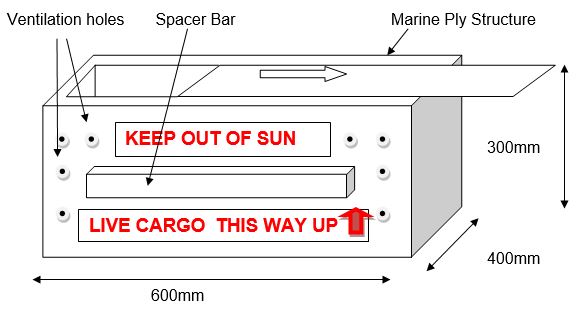 Ventilation holes
Spacer Bar
Marine Ply Structure
KEEP OUT OF SUN
300mm
LIVE CARGO  THIS WAY UP
400mm
600mm